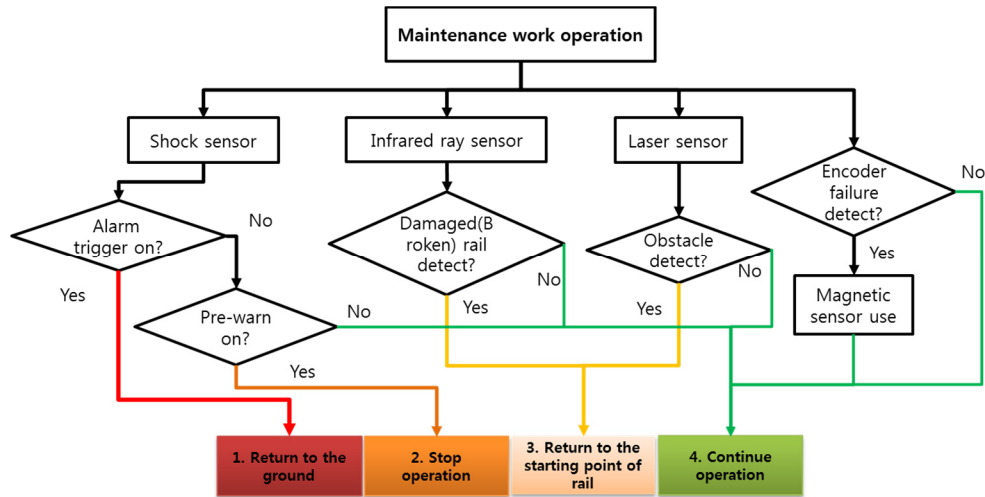 Maintenance work operation
Shock sensor
Infrared ray sensor
Laser sensor
Encoder
failure
detect?
No
Alarm
trigger on?
No
Damaged(B
roken) rail
detect?
No
Obstacle
detect?
No
Yes
Yes
Pre-warn
on?
No
Yes
Yes
Magnetic
sensor use
Yes
1. Return to the
ground
2. Stop
operation
3. Return to the
starting point of
rail
4. Continue
operation